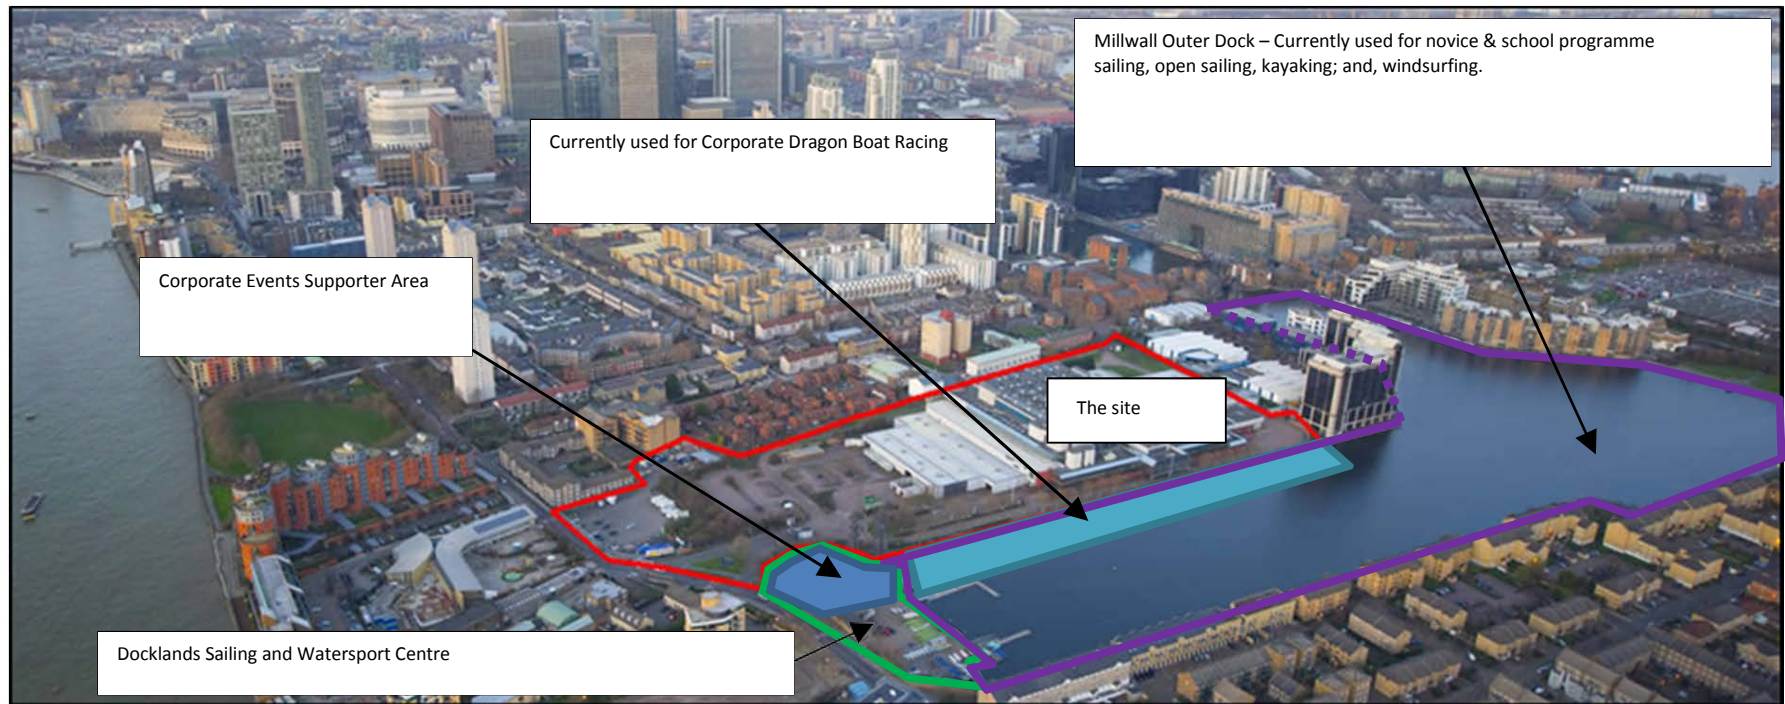 Millwall Outer Dock – Currently used for novice & school programme
sailing, open sailing, kayaking; and, windsurfing.
Currently used for Corporate Dragon Boat Racing
Corporate Events Supporter Area
The site
Docklands Sailing and Watersport Centre